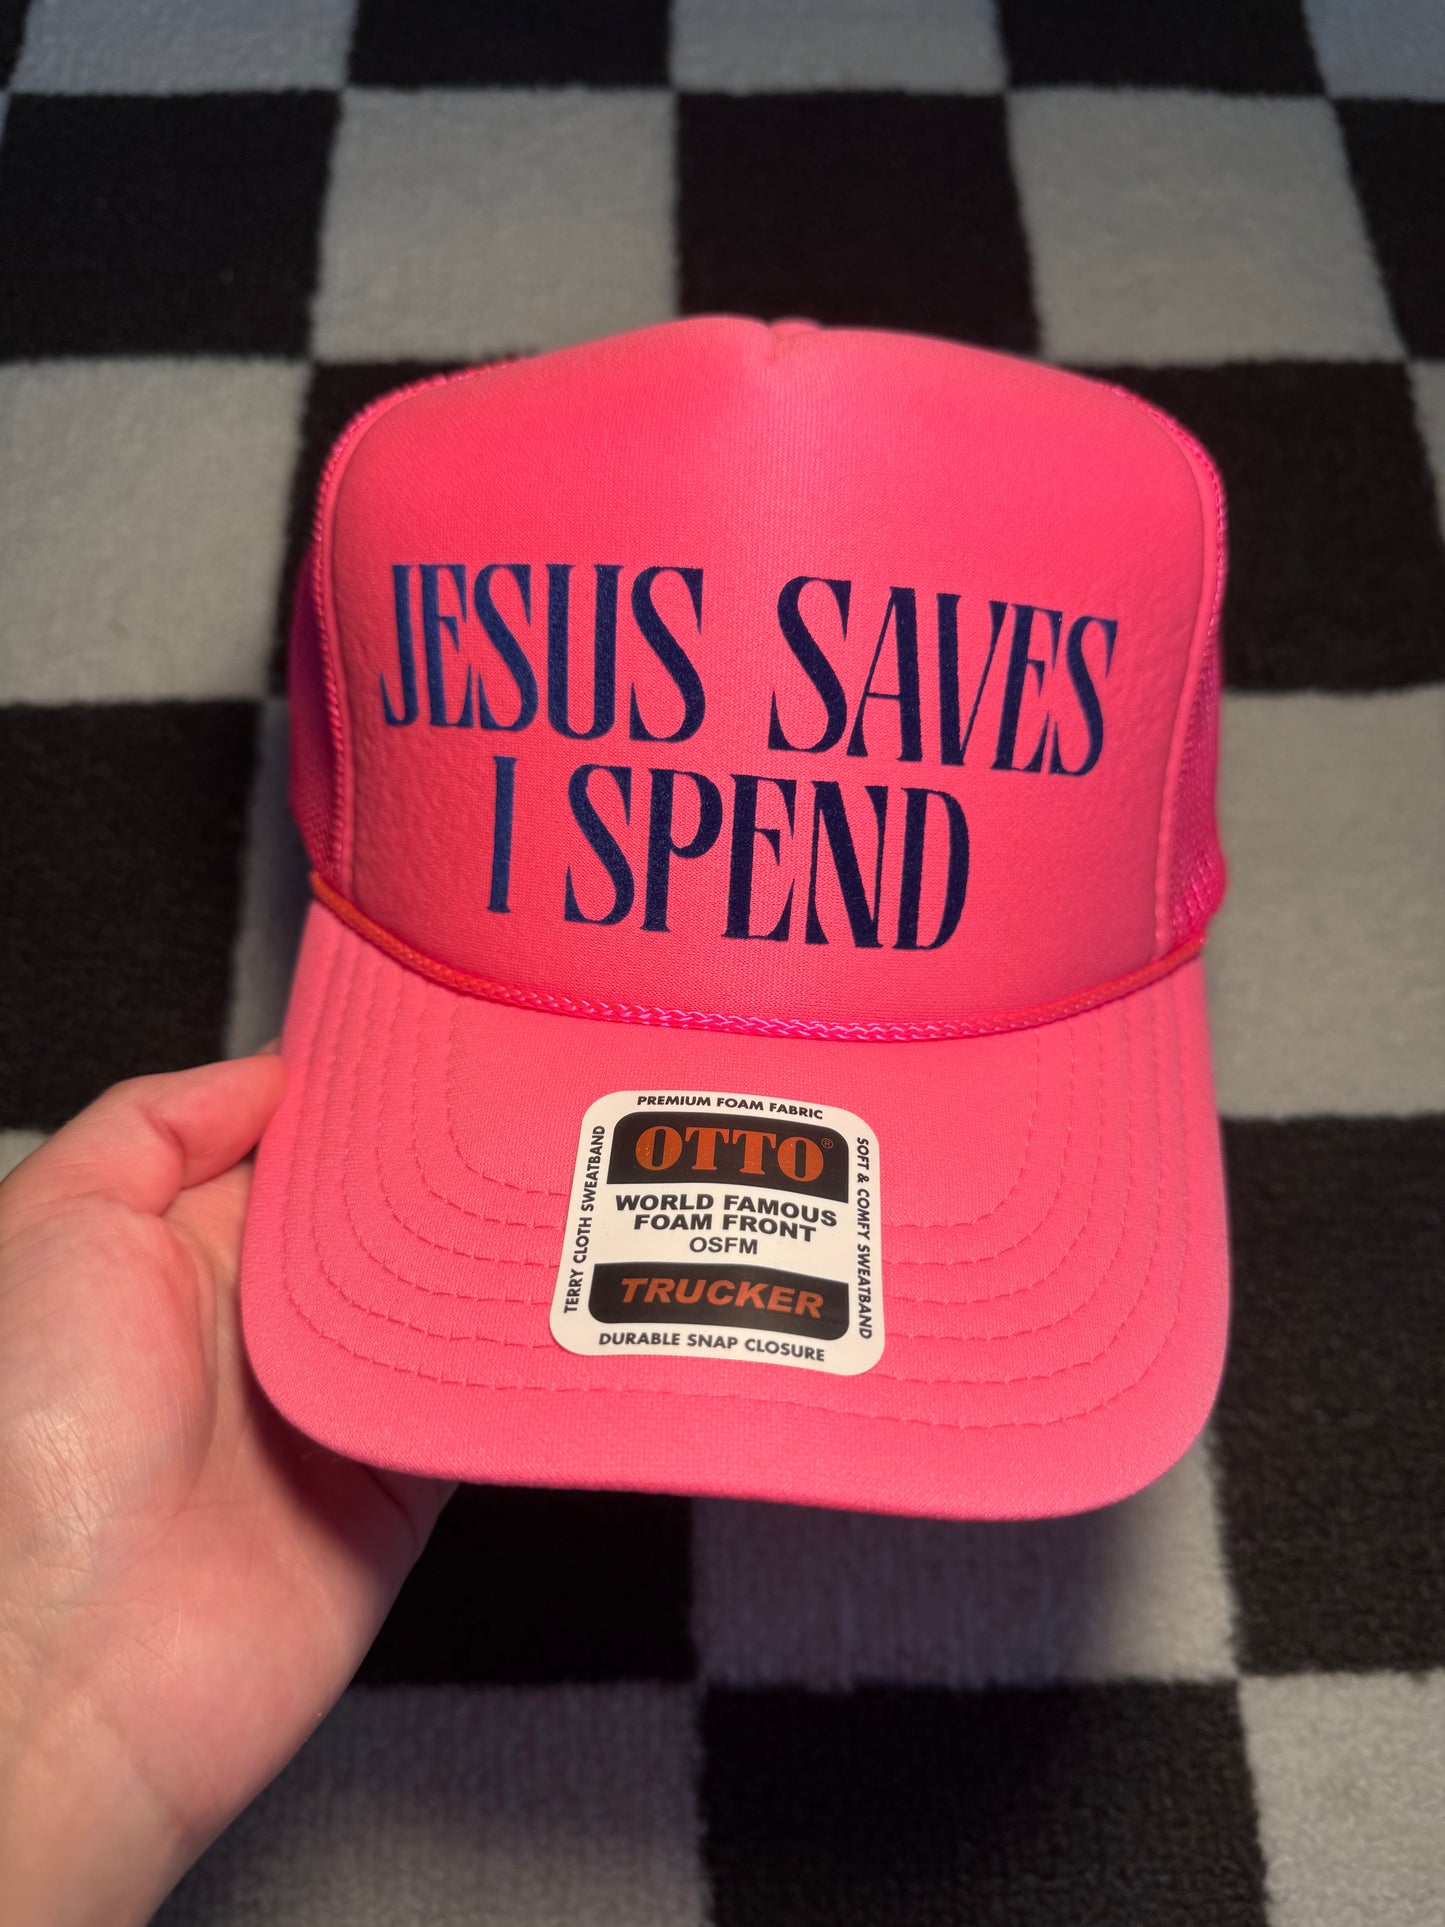 JESUS SAVES
I SPEND
PREMIUM FOAM FABRIC
OTTO®
WORLD FAMOUS
FOAM FRONT
OSFM
TRUCKER
DURABLE SNAP CLOSURE
TERRY CLOTH SWEATBAND
SOFT & COMFY SWEATBAND